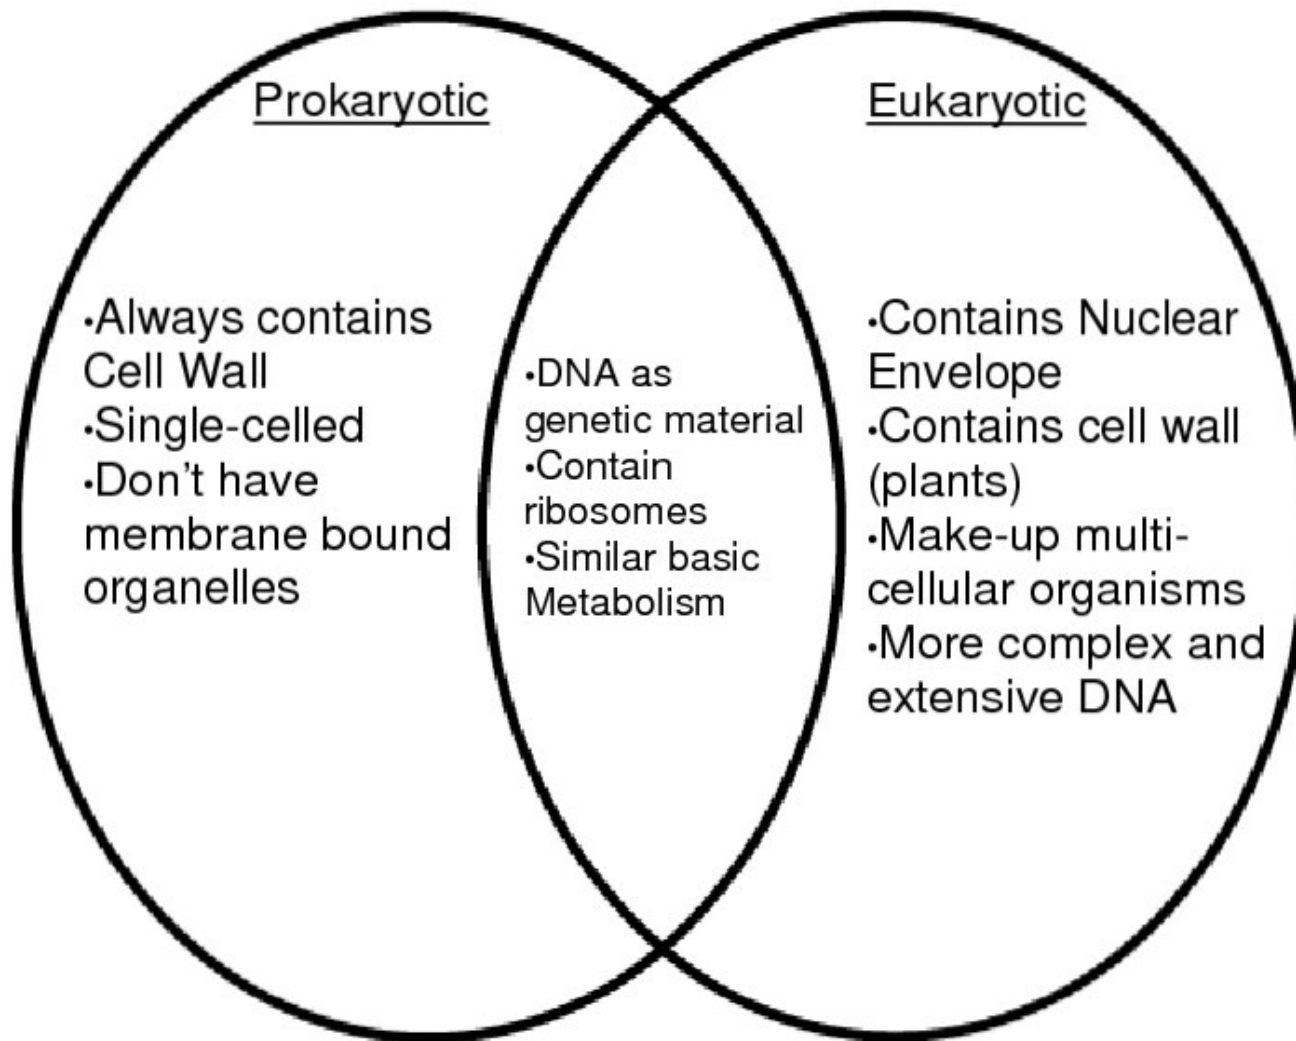 Prokaryotic
•Always contains
Cell Wall
•Single-celled
•Don't have
membrane bound
organelles
•DNA as
genetic material
•Contain
ribosomes
•Similar basic
Metabolism
Eukaryotic
•Contains Nuclear
Envelope
•Contains cell wall
(plants)
•Make-up multi-
cellular organisms
•More complex and
extensive DNA